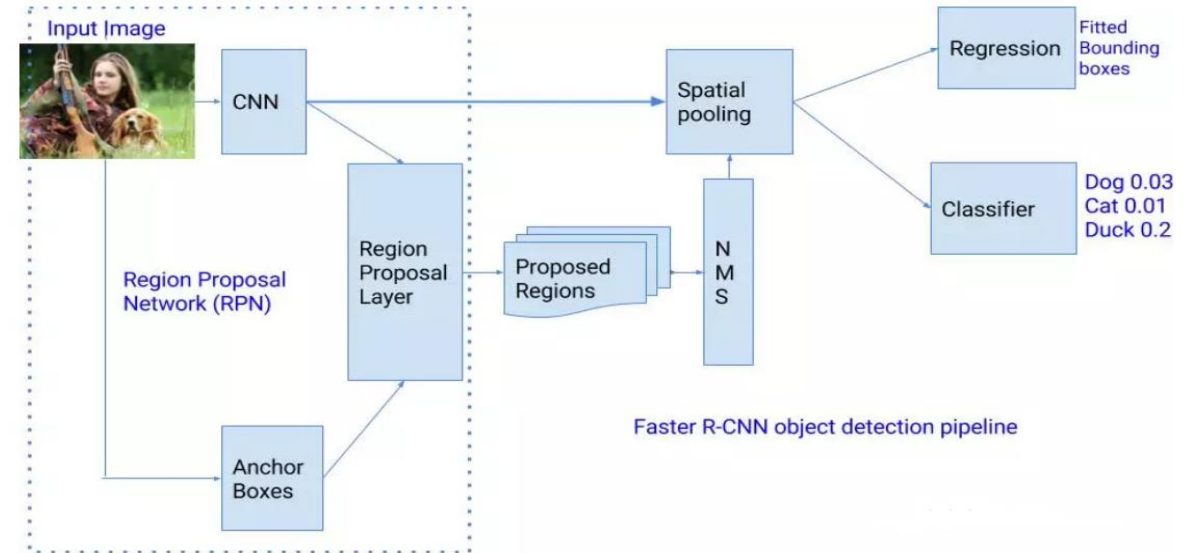 Input Image
CNN
Spatial
pooling
Regression
Fitted
Bounding
boxes
Region
Proposal
Layer
Region Proposal
Network (RPN)
Proposed
Regions
N
M
S
Classifier
Dog 0.03
Cat 0.01
Duck 0.2
Faster R-CNN object detection pipeline
Anchor
Boxes